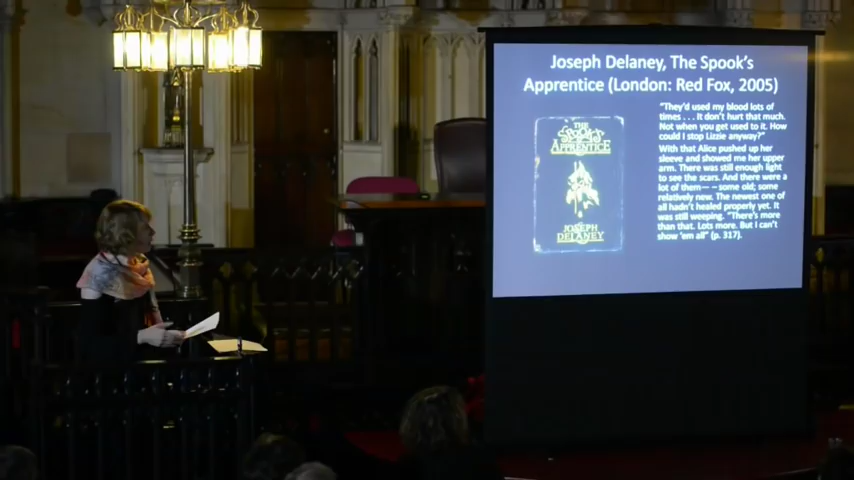 Joseph Delaney, The Spook's
Apprentice (London: Red Fox, 2005)
THE
SPOOK'S
APPRENTICE
JOSEPH
DELANEY
"They'd used my blood lots of
times . . . It don't hurt that much.
Not when you get used to it. How
could I stop Lizzie anyway?"
With that Alice pushed up her
sleeve and showed me her upper
arm. There was still enough light
to see the scars. And there were a
lot of them— – some old; some
relatively new. The newest one of
all hadn't healed properly yet. It
was still weeping. "There's more
than that. Lots more. But I can't
show 'em all" (p. 317).